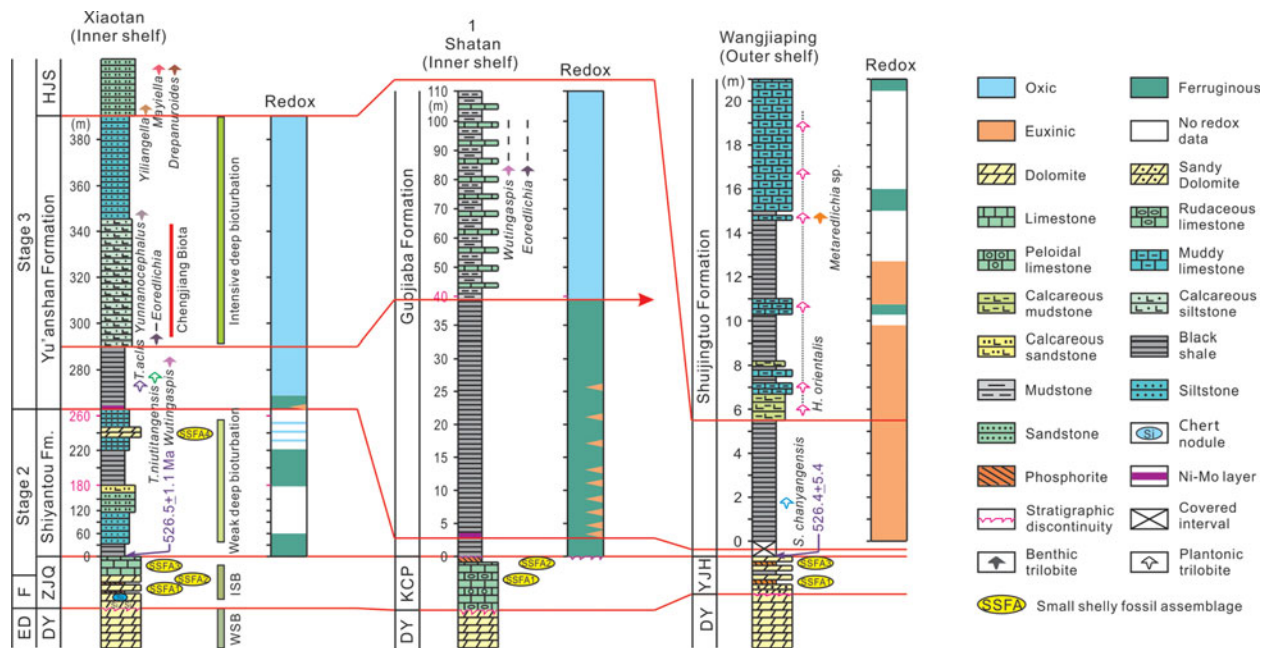 Xiaotan
(Inner shelf)
1
Shatan
(Inner shelf)
Wangjiaping
(Outer shelf)
Redox
Redox
Redox
HJS
Stage 3
Yu'anshan Formation
Stage 2
Shiyantou Fm.
F
ZJQ
ED
DY
(m)
380
360
340
320
300
280
260
220
180
120
60
0
Yiliangella
Mayiella
Drepanuroides
T.aclis
Yunnanocephalus
Eoredlichia
Chengjiang Biota
T.niutitangensis
Wutingaspis
526.5±1.1 Ma
SSFA4
SSFA3
SSFA2
SSFA1
Intensive deep bioturbation
Weak deep bioturbation
ISB
WSB
Guojiaba Formation
KCP
DY
110
(m)
100
90
80
70
60
50
40
35
30
25
20
15
10
5
0
Wutingaspis
Eoredlichia
SSFA2
SSFA1
Shuijingtuo Formation
YJH
DY
(m)
20
18
16
14
12
10
8
6
4
2
0
Metaredlichia sp.
H. orientalis
S. chanyangensis
526.4±5.4
SSFA3
SSFA1
Oxic
Ferruginous
Euxinic
No redox
data
Dolomite
Sandy
Dolomite
Limestone
Rudaceous
limestone
Peloidal
limestone
Muddy
limestone
Calcareous
mudstone
Calcareous
siltstone
Calcareous
sandstone
Black
shale
Mudstone
Siltstone
Sandstone
Si
Chert
nodule
Phosphorite
Ni-Mo layer
Stratigraphic
discontinuity
Covered
interval
Benthic
trilobite
Plantonic
trilobite
SSFA
Small shelly fossil assemblage